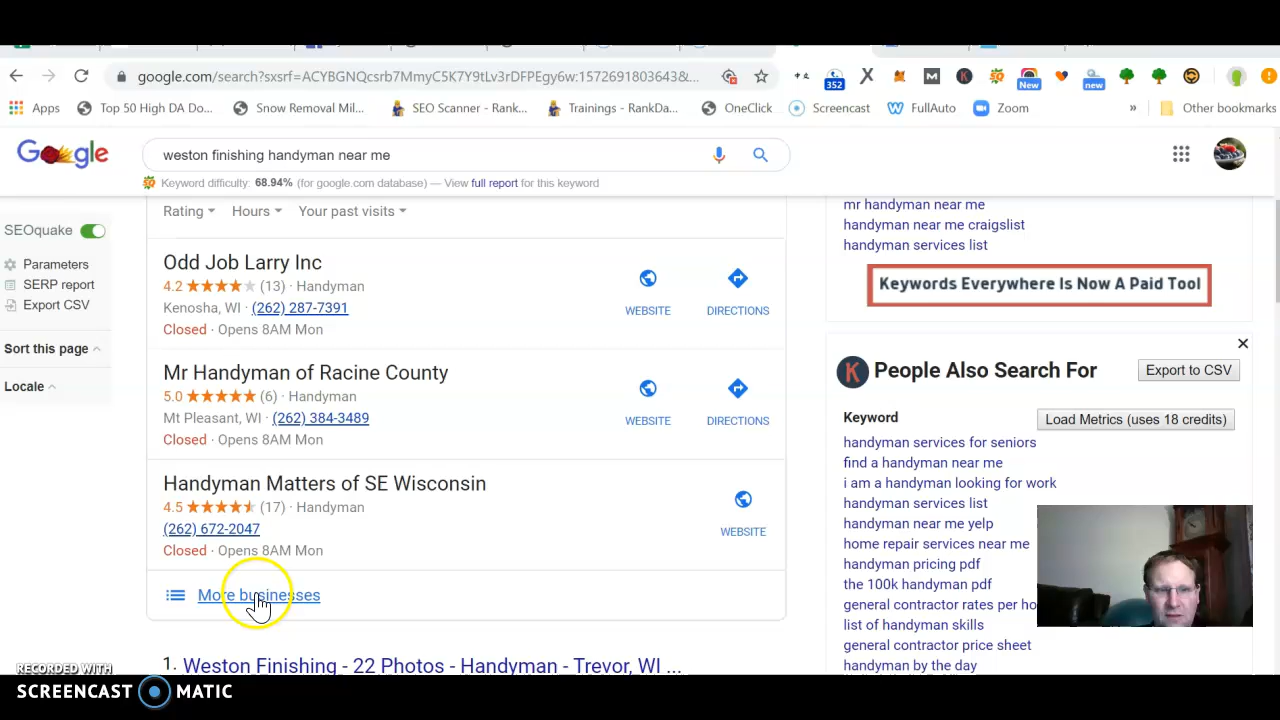 google.com/search?sxsrf=ACYBGNQcsrb7MmyC5K7Y9tLv3rDFPEgy6w:1572691803643&...
352
New
new
Apps
Top 50 High DA Do...
Snow Removal Mil...
SEO Scanner - Rank...
Trainings - RankDa...
OneClick
Screencast
FullAuto
Zoom
»
Other bookmarks
Google
weston finishing handyman near me
Keyword difficulty: 68.94% (for google.com database) — View full report for this keyword
SEOquake
Parameters
SERP report
Export CSV
Sort this page
Locale
Rating
Hours
Your past visits
Odd Job Larry Inc
4.2 (13) · Handyman
Kenosha, WI · (262) 287-7391
Closed · Opens 8AM Mon
WEBSITE
DIRECTIONS
Mr Handyman of Racine County
5.0 (6) · Handyman
Mt Pleasant, WI · (262) 384-3489
Closed · Opens 8AM Mon
WEBSITE
DIRECTIONS
Handyman Matters of SE Wisconsin
4.5 (17) · Handyman
(262) 672-2047
Closed · Opens 8AM Mon
WEBSITE
More businesses
1. Weston Finishing - 22 Photos - Handyman - Trevor, WI ...
mr handyman near me
handyman near me craigslist
handyman services list
Keywords Everywhere Is Now A Paid Tool
K People Also Search For
Export to CSV
Keyword
Load Metrics (uses 18 credits)
handyman services for seniors
find a handyman near me
i am a handyman looking for work
handyman services list
handyman near me yelp
home repair services near me
handyman pricing pdf
the 100k handyman pdf
general contractor rates per ho
list of handyman skills
general contractor price sheet
handyman by the day
RECORDED WITH
SCREENCAST MATIC